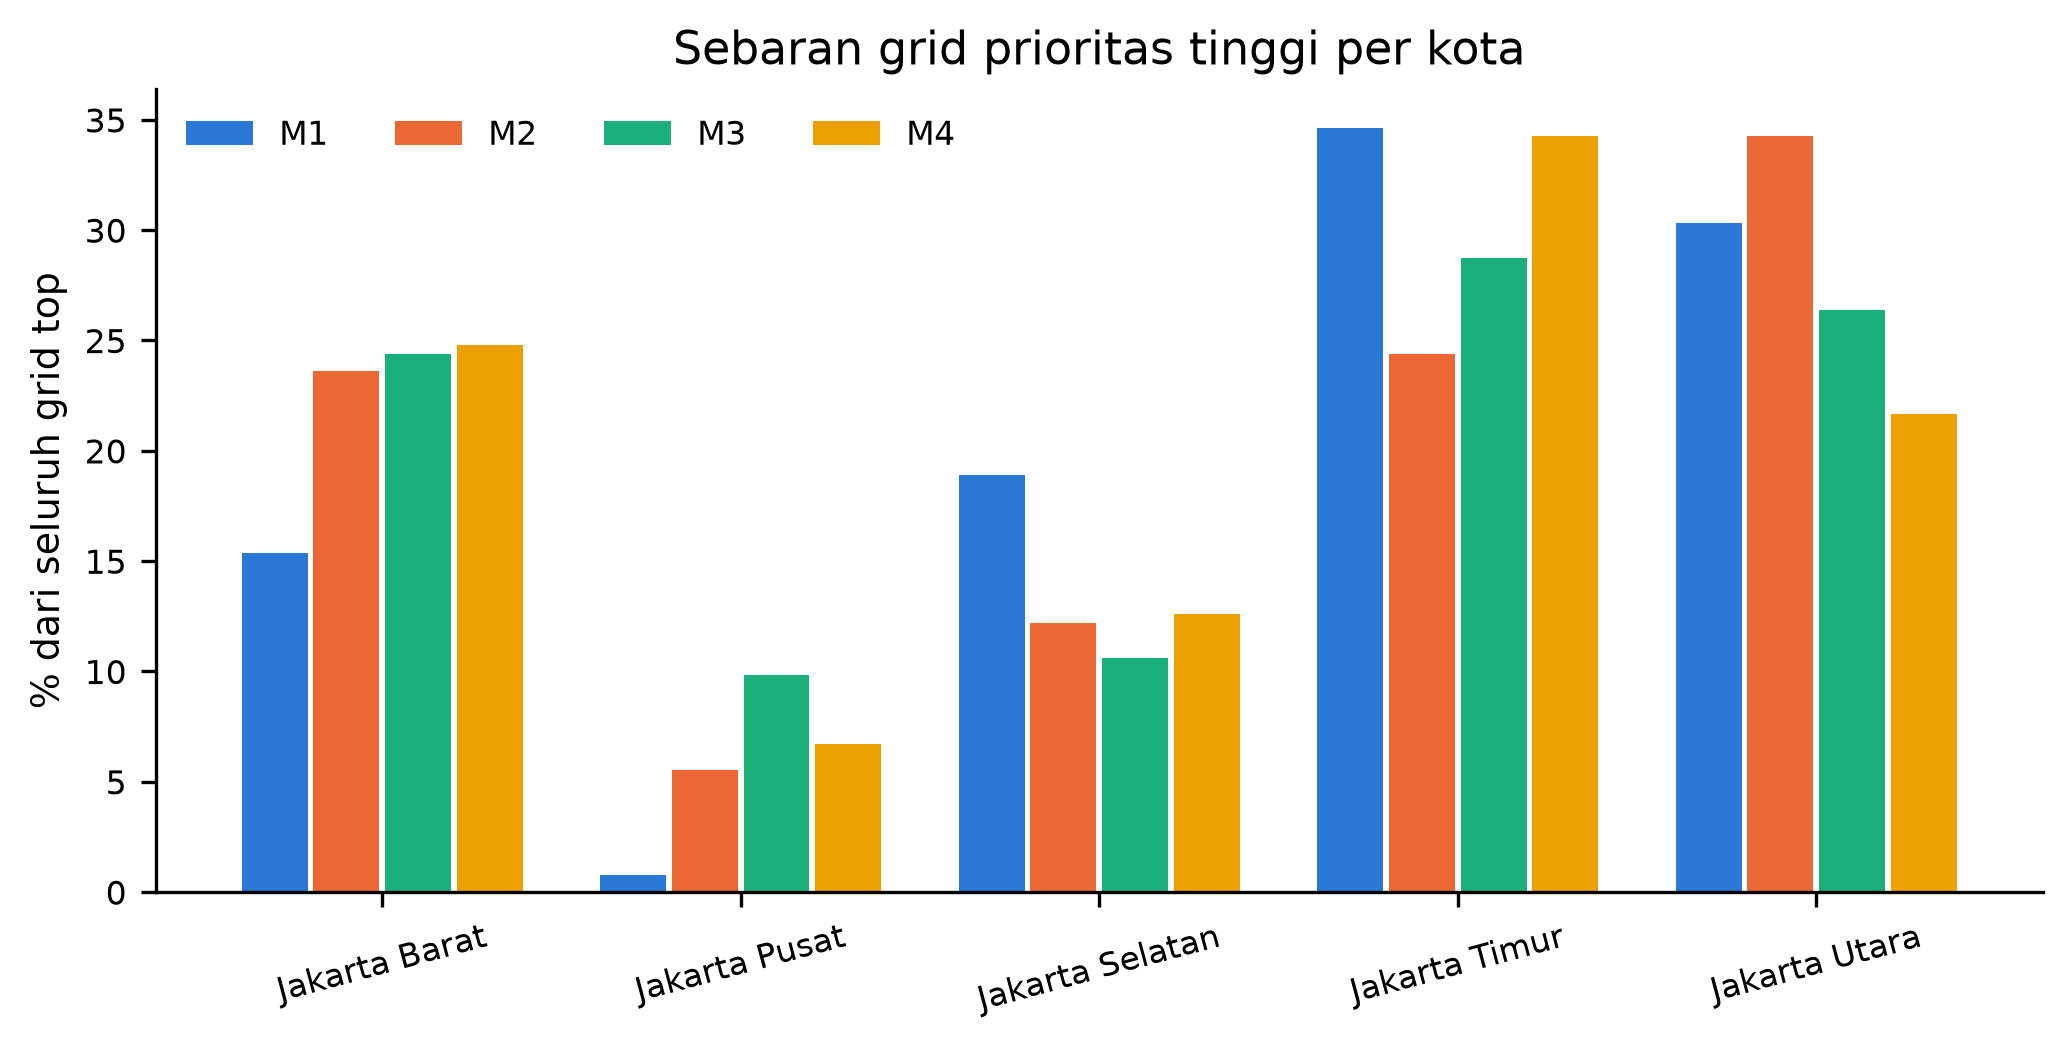 Sebaran grid prioritas tinggi per kota
M1 M2 M3 M4
% dari seluruh grid top
35
30
25
20
15
10
5
0
Jakarta Barat
Jakarta Pusat
Jakarta Selatan
Jakarta Timur
Jakarta Utara